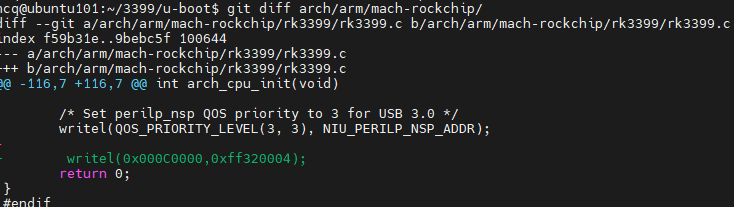 ncq@ubuntu101:~/3399/u-boot$ git diff arch/arm/mach-rockchip/
diff --git a/arch/arm/mach-rockchip/rk3399/rk3399.c b/arch/arm/mach-rockchip/rk3399/rk3399.c
index f59b31e..9bebc5f 100644
--- a/arch/arm/mach-rockchip/rk3399/rk3399.c
+++ b/arch/arm/mach-rockchip/rk3399/rk3399.c
@@ -116,7 +116,7 @@ int arch_cpu_init(void)
/* Set perilp_nsp QOS priority to 3 for USB 3.0 */
writel(QOS_PRIORITY_LEVEL(3, 3), NIU_PERILP_NSP_ADDR);
-
+ writel(0x000C0000,0xff320004);
return 0;
}
#endif